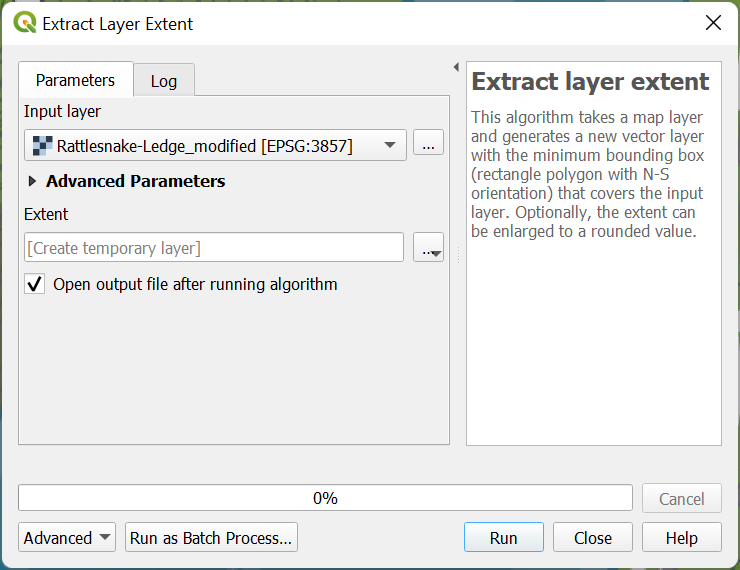 Extract Layer Extent
Parameters
Log
Input layer
Rattlesnake-Ledge_modified [EPSG:3857]
...
Advanced Parameters
Extent
[Create temporary layer]
...
Open output file after running algorithm
Extract layer extent
This algorithm takes a map layer
and generates a new vector layer
with the minimum bounding box
(rectangle polygon with N-S
orientation) that covers the input
layer. Optionally, the extent can
be enlarged to a rounded value.
0%
Cancel
Advanced
Run as Batch Process...
Run
Close
Help